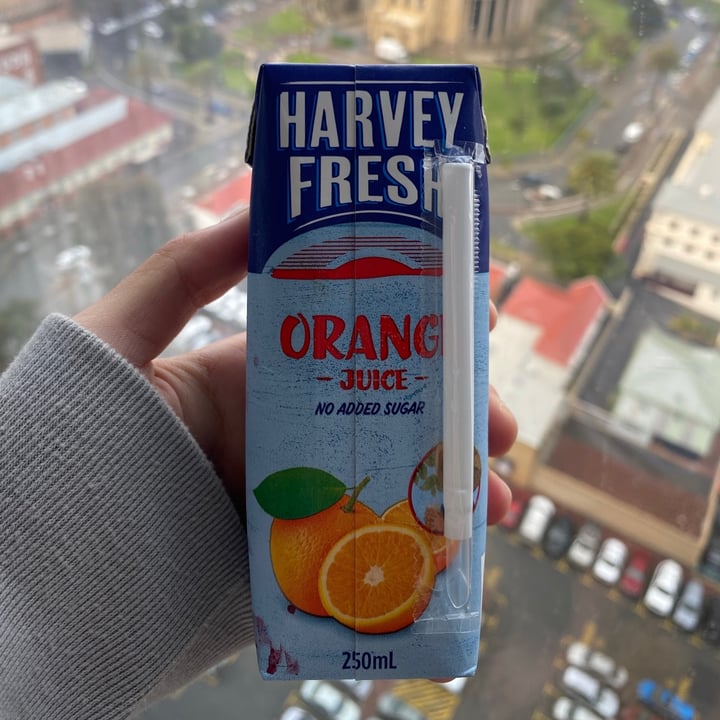 HARVEY
FRESH
ORANG
JUICE
NO ADDED SUGAR
250mL